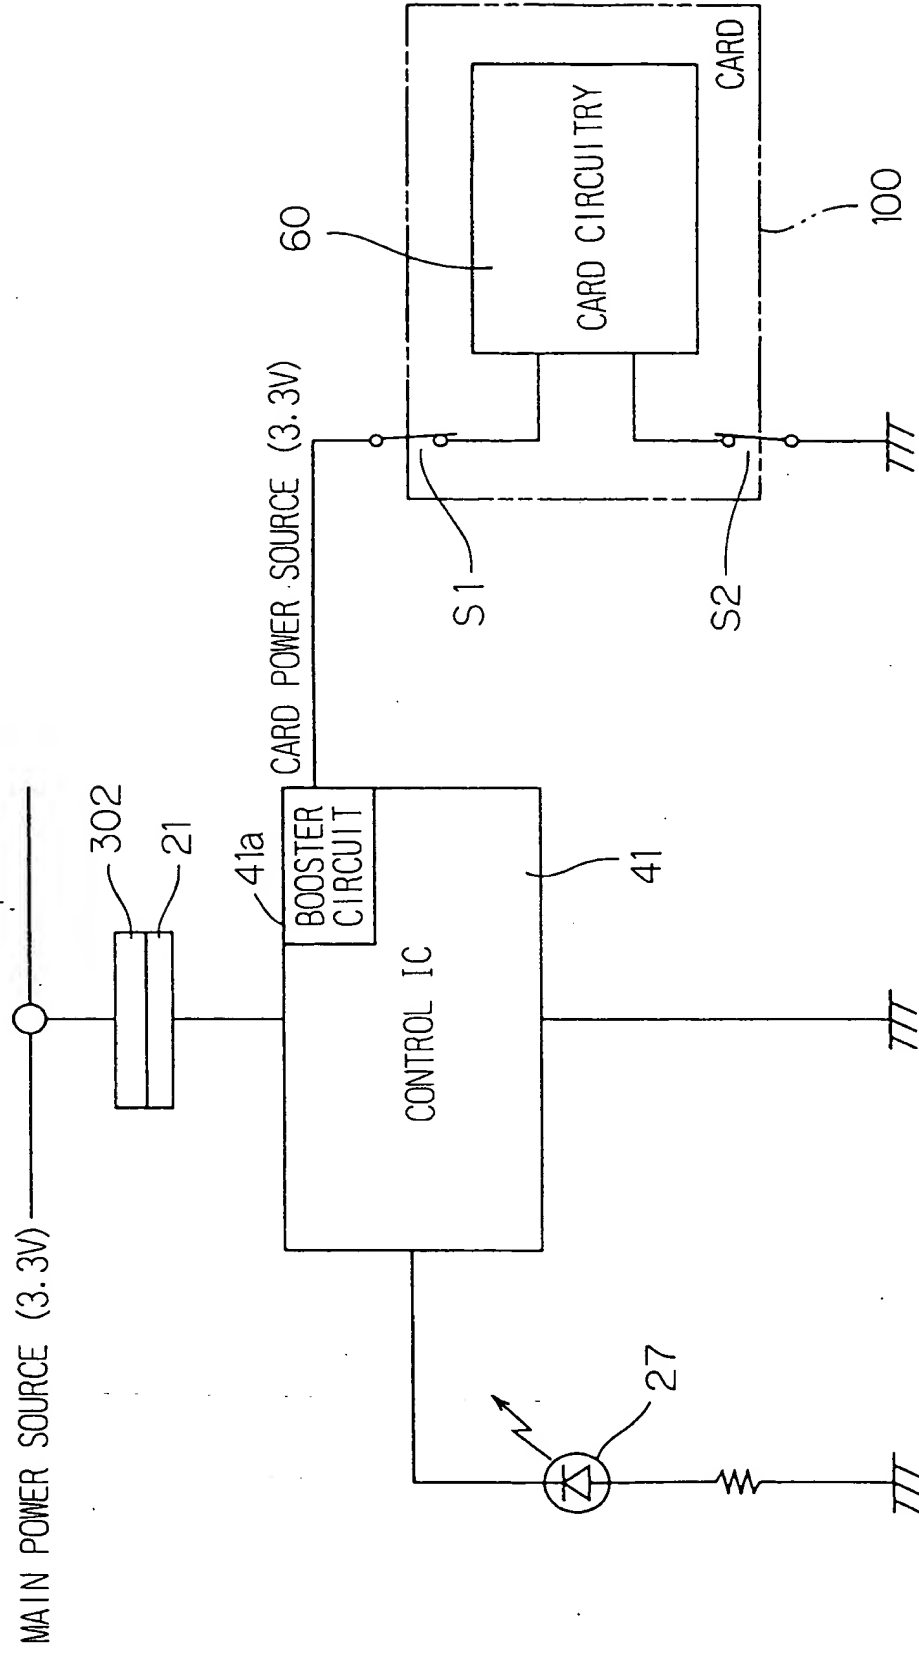 MAIN POWER SOURCE (3.3V)
302
21
41a
CARD POWER SOURCE (3.3V)
BOOSTER
CIRCUIT
CONTROL IC
41
27
60
S1
S2
CARD CIRCUITRY
CARD
100